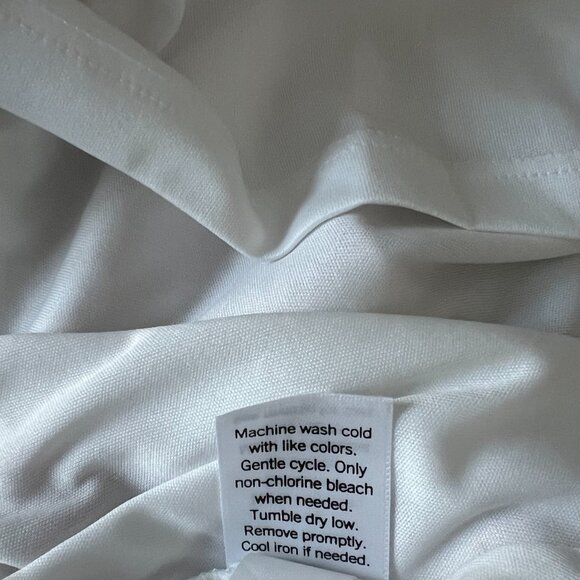 Machine wash cold
with like colors.
Gentle cycle. Only
non-chlorine bleach
when needed.
Tumble dry low.
Remove promptly.
Cool iron if needed.